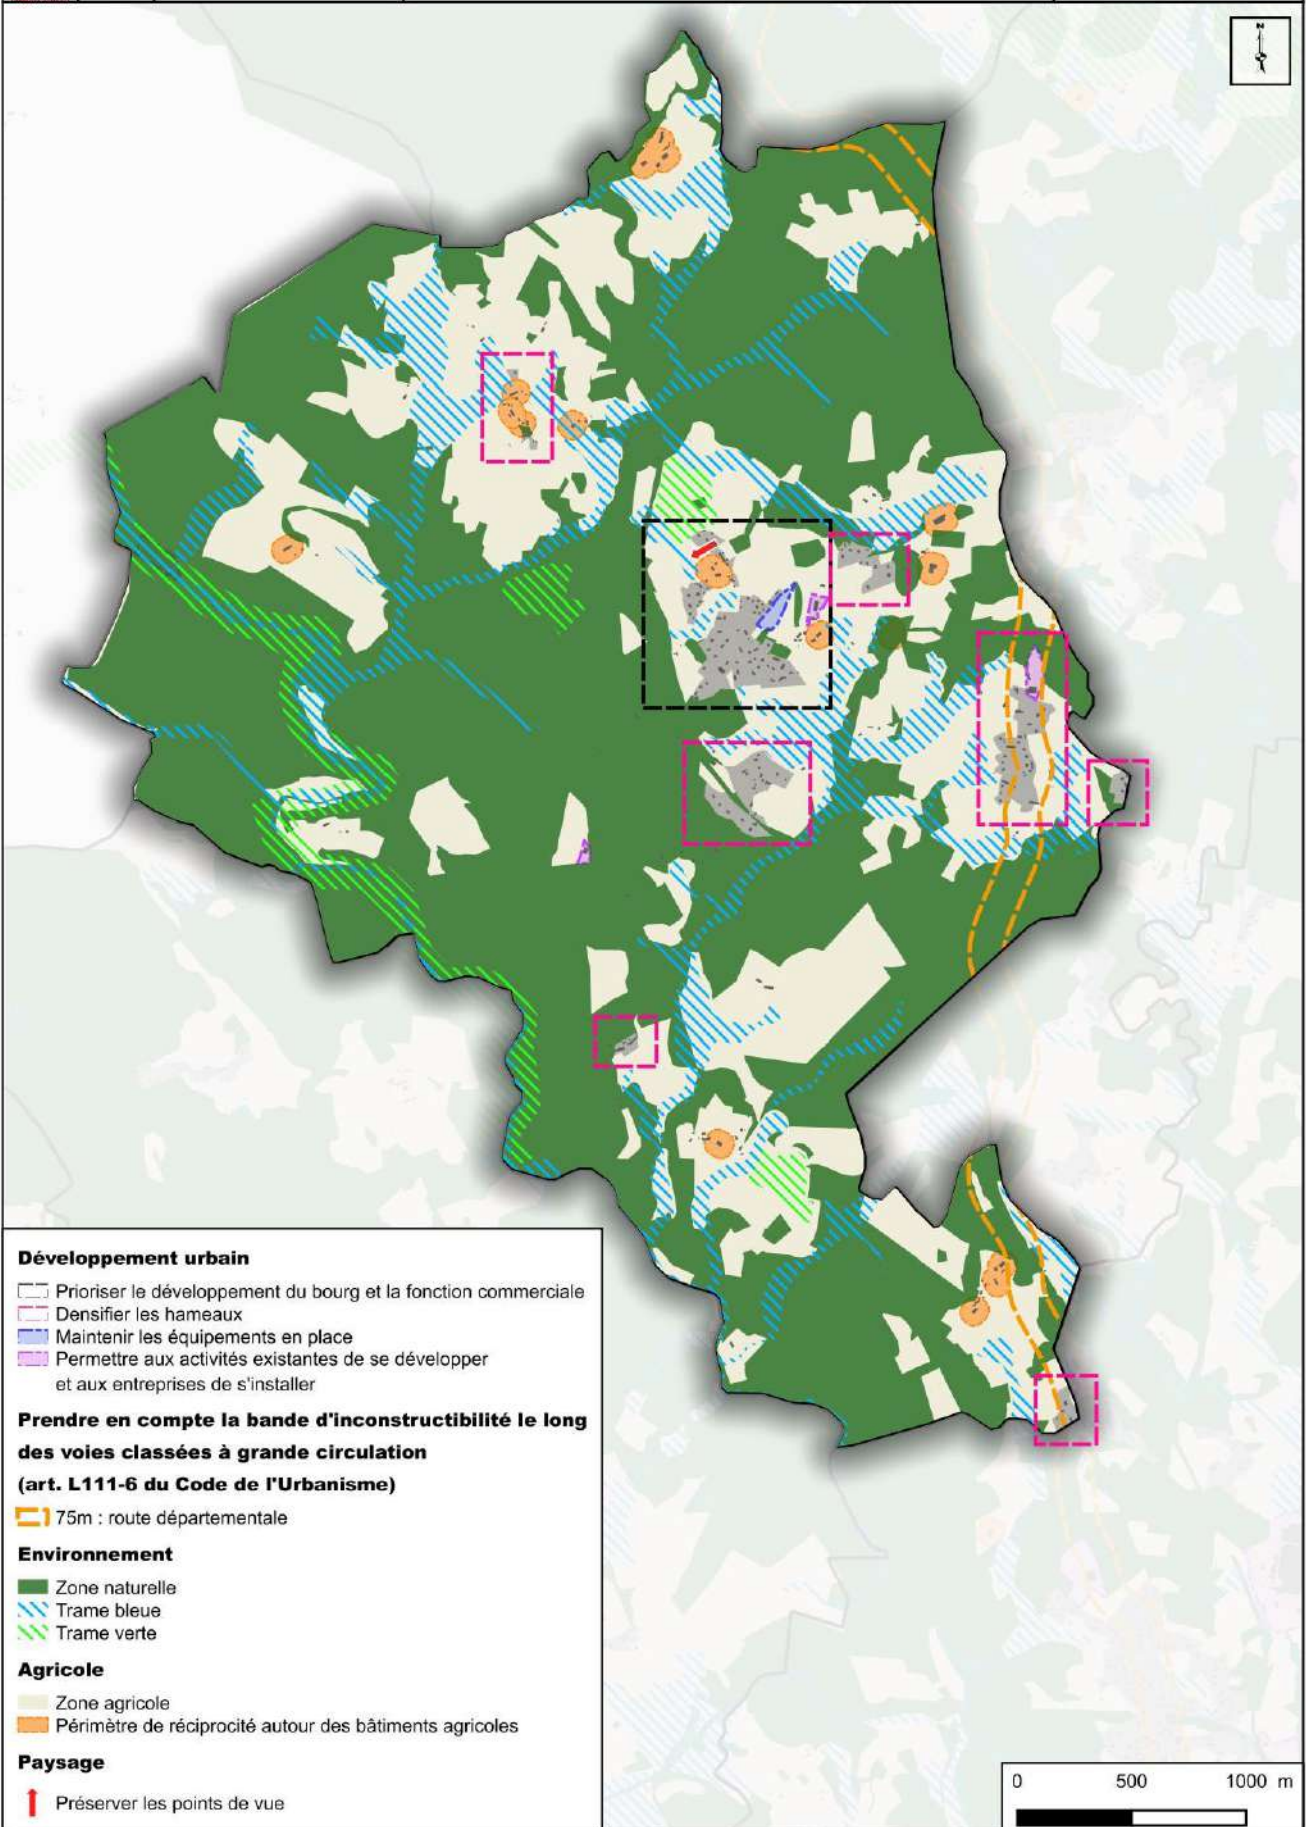 N
Développement urbain
Prioriser le développement du bourg et la fonction commerciale
Densifier les hameaux
Maintenir les équipements en place
Permettre aux activités existantes de se développer
et aux entreprises de s'installer
Prendre en compte la bande d'inconstructibilité le long
des voies classées à grande circulation
(art. L111-6 du Code de l'Urbanisme)
75m : route départementale
Environnement
Zone naturelle
Trame bleue
Trame verte
Agricole
Zone agricole
Périmètre de réciprocité autour des bâtiments agricoles
Paysage
Préserver les points de vue
0 500 1000 m